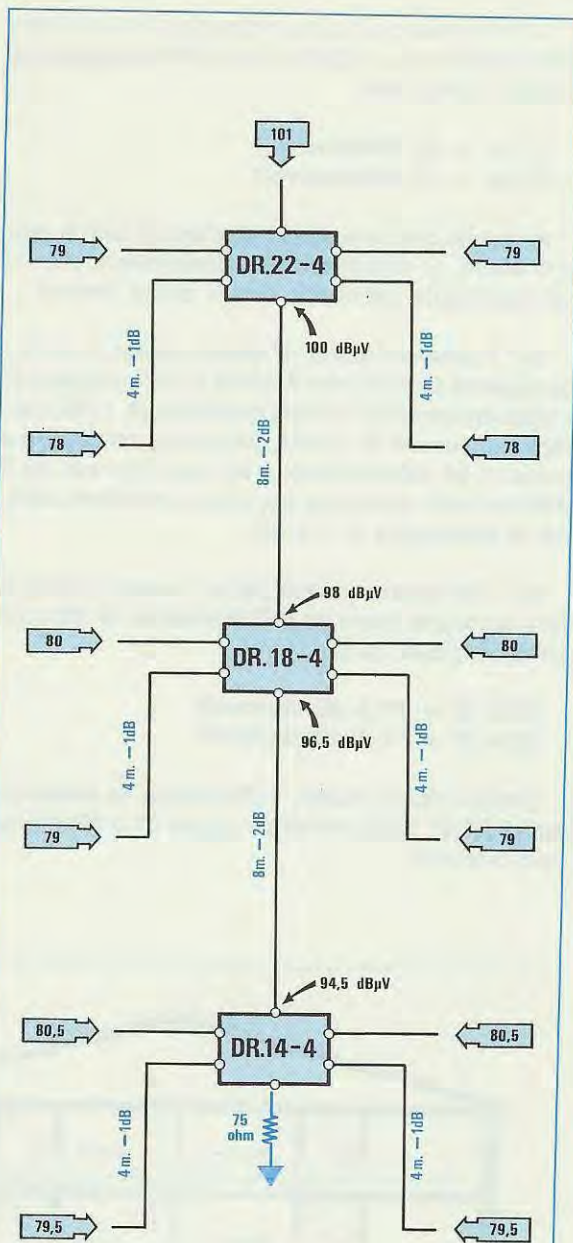 101
79
DR.22-4
79
100 dBµV
4 m. – 1dB
8m. – 2dB
4 m. – 1dB
78
78
98 dBµV
80
DR.18-4
80
96,5 dBµV
4 m. – 1dB
8m. – 2dB
4 m. – 1dB
79
79
94,5 dBµV
80,5
DR.14-4
80,5
4 m. – 1dB
75
ohm
4 m. – 1dB
79,5
79,5